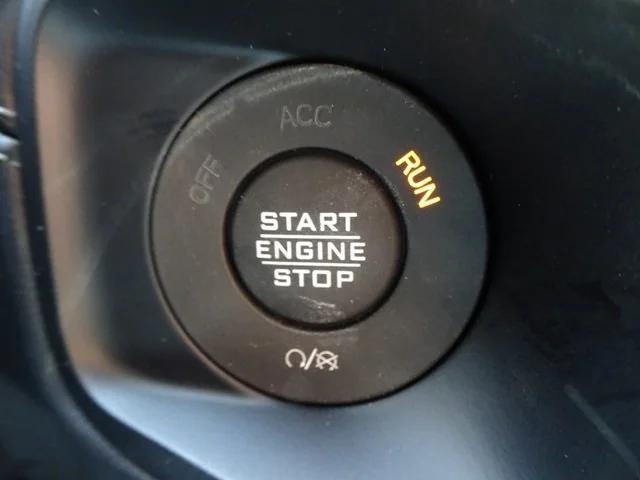 ACC
OFF
RUN
START
ENGINE
STOP